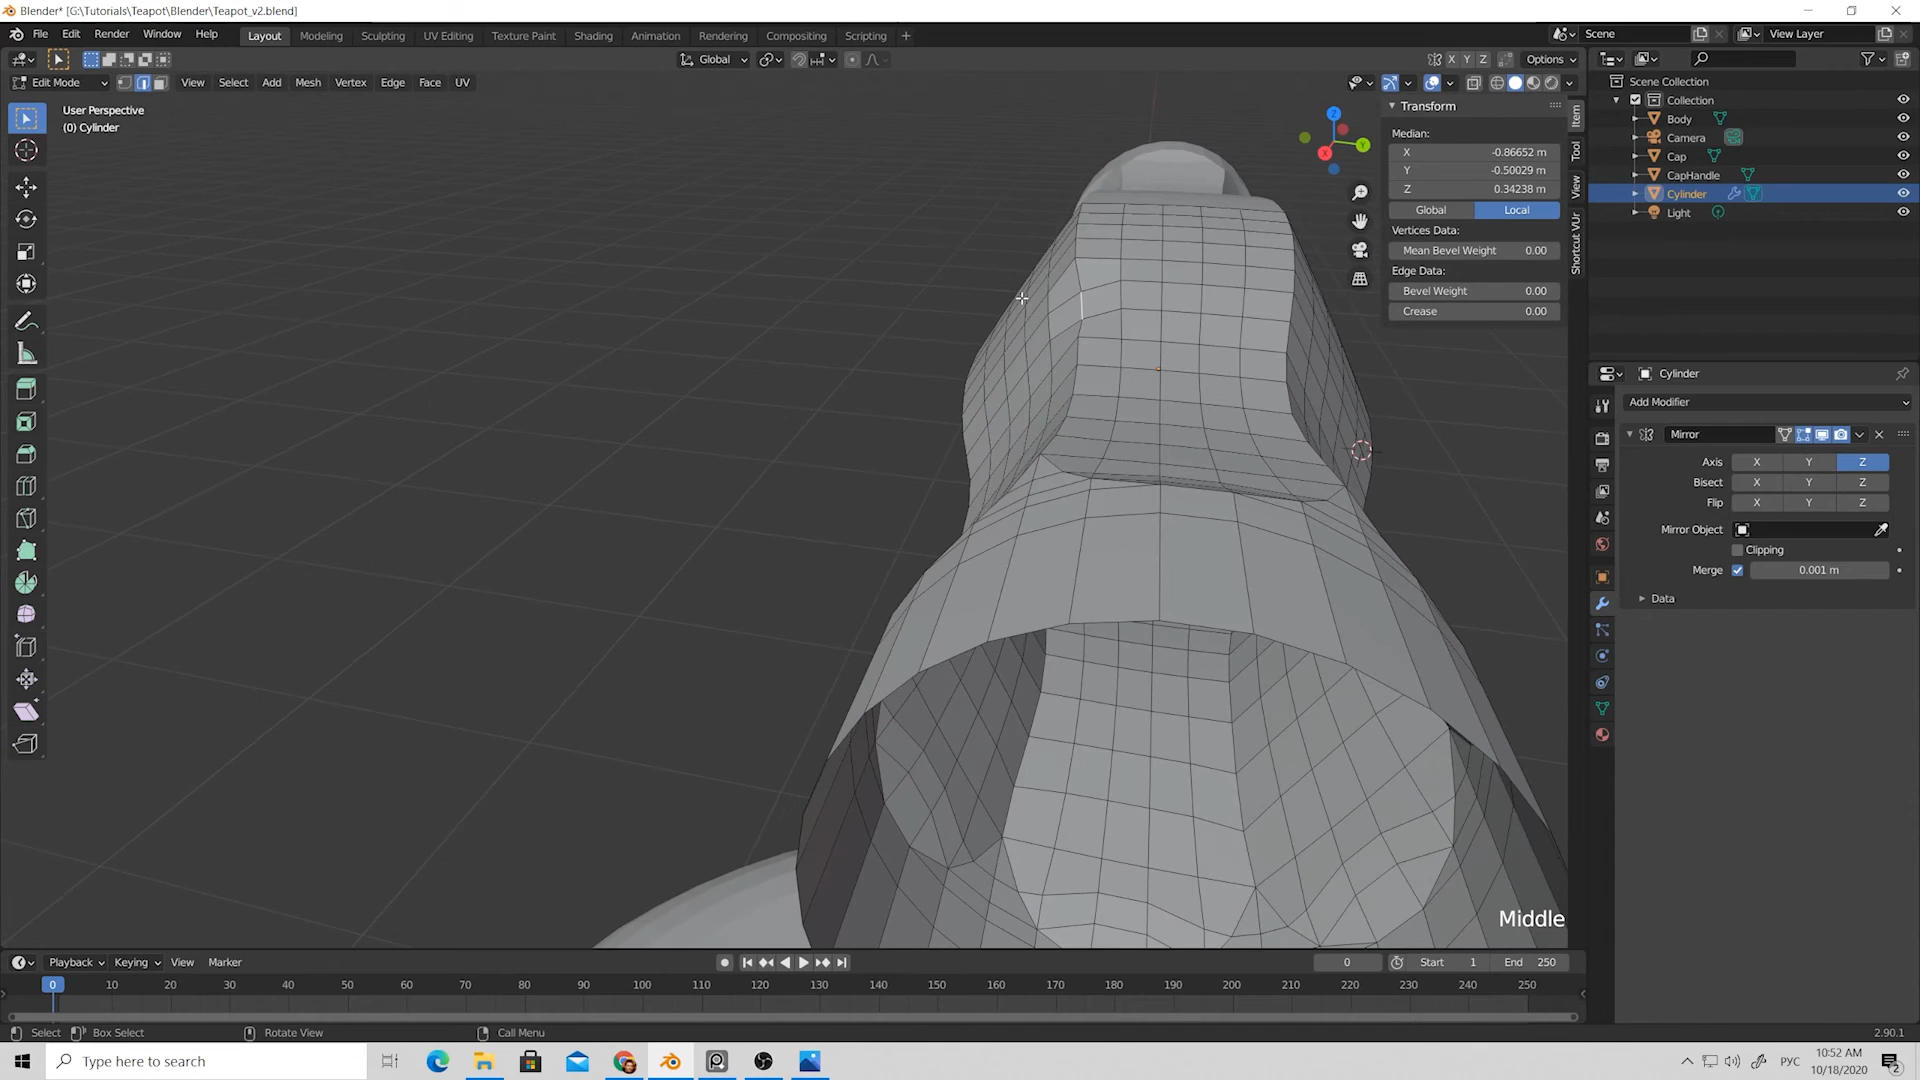 Blender* [G:\Tutorials\Teapot\Blender\Teapot_v2.blend]
File Edit Render Window Help Layout Modeling Sculpting UV Editing Texture Paint Shading Animation Rendering Compositing Scripting + Scene View Layer
Global X Y Z Options
Edit Mode View Select Add Mesh Vertex Edge Face UV
User Perspective
(0) Cylinder
Z
Y
X
Transform
Median:
X -0.86652 m
Y -0.50029 m
Z 0.34238 m
Global Local
Vertices Data:
Mean Bevel Weight 0.00
Edge Data:
Bevel Weight 0.00
Crease 0.00
Item
Tool
View
Shortcut VUr
Scene Collection
Collection
Body
Camera
Cap
CapHandle
Cylinder
Light
Cylinder
Add Modifier
Mirror
Axis X Y Z
Bisect X Y Z
Flip X Y Z
Mirror Object
Clipping
Merge 0.001 m
Data
Middle
Playback Keying View Marker 0 Start 1 End 250
0 10 20 30 40 50 60 70 80 90 100 110 120 130 140 150 160 170 180 190 200 210 220 230 240 250
Select Box Select Rotate View Call Menu 2.90.1
Type here to search
РУС
10:52 AM
10/18/2020
2